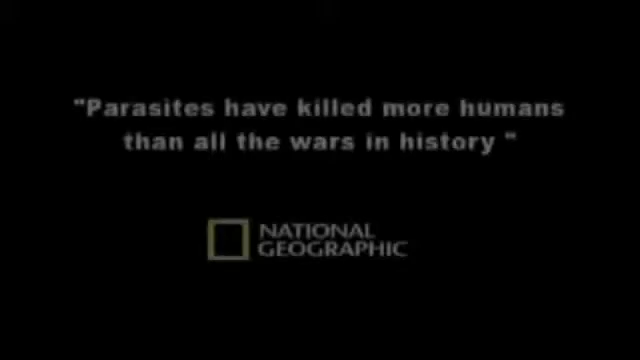 "Parasites have killed more humans
than all the wars in history "
NATIONAL
GEOGRAPHIC